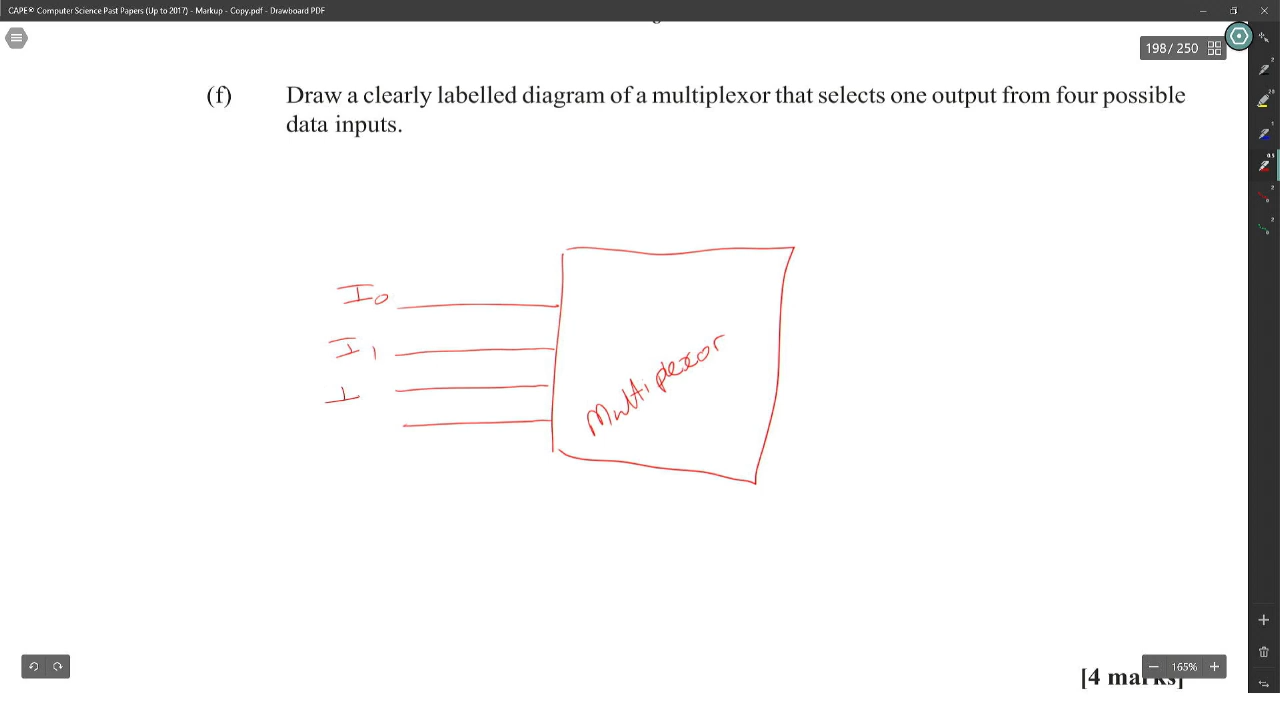 CAPE® Computer Science Past Papers (Up to 2017) - Markup - Copy.pdf - Drawboard PDF
198 / 250
(f) Draw a clearly labelled diagram of a multiplexor that selects one output from four possible
data inputs.
I0
I1
I
Multiplexor
[4 marks]
165%